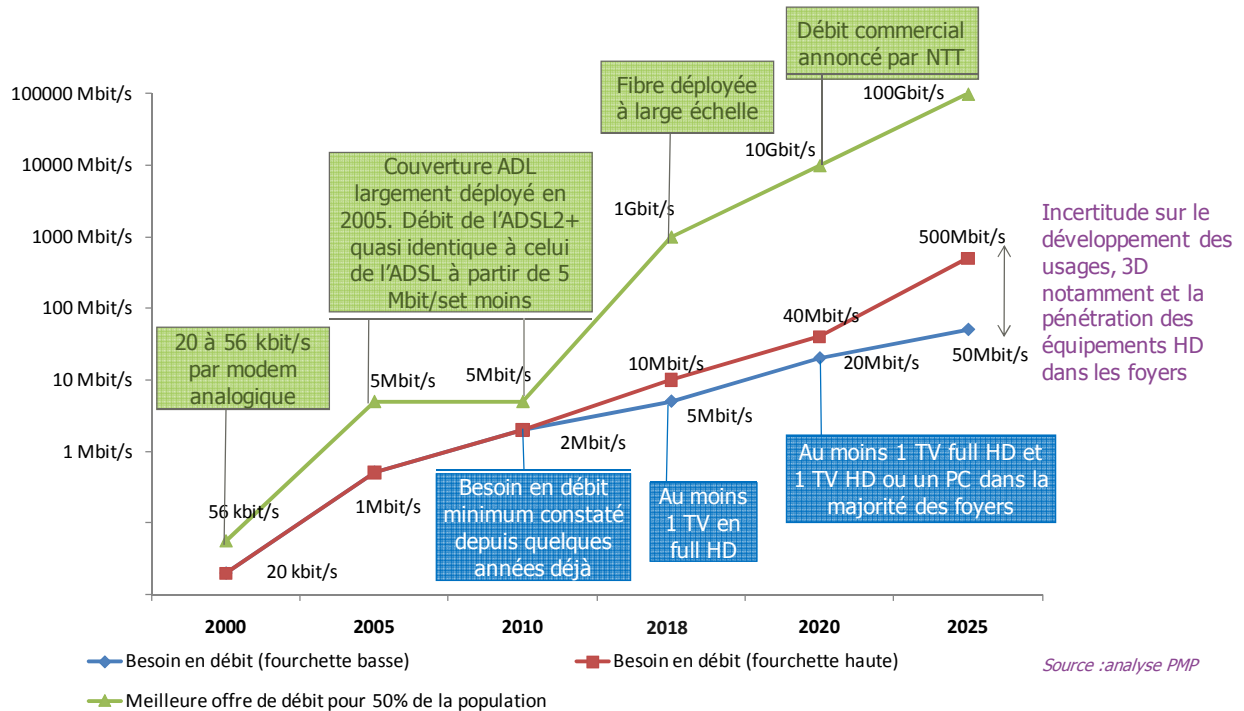 Débit commercial
annoncé par NTT
Fibre déployée
à large échelle
100000 Mbit/s
10000 Mbit/s
1000 Mbit/s
100 Mbit/s
10 Mbit/s
1 Mbit/s
Couverture ADL
largement déployé en
2005. Débit de l'ADSL2+
quasi identique à celui
de l'ADSL à partir de 5
Mbit/set moins
20 à 56 kbit/s
par modem
analogique
100Gbit/s
10Gbit/s
1Gbit/s
5Mbit/s
5Mbit/s
56 kbit/s
500Mbit/s
40Mbit/s
10Mbit/s
50Mbit/s
20Mbit/s
5Mbit/s
2Mbit/s
1Mbit/s
20 kbit/s
Incertitude sur le
développement des
usages, 3D
notamment et la
pénétration des
équipements HD
dans les foyers
Besoin en débit
minimum constaté
depuis quelques
années déjà
Au moins
1 TV en
full HD
Au moins 1 TV full HD et
1 TV HD ou un PC dans la
majorité des foyers
2000
2005
2010
2018
2020
2025
Besoin en débit (fourchette basse)
Besoin en débit (fourchette haute)
Meilleure offre de débit pour 50% de la population
Source :analyse PMP